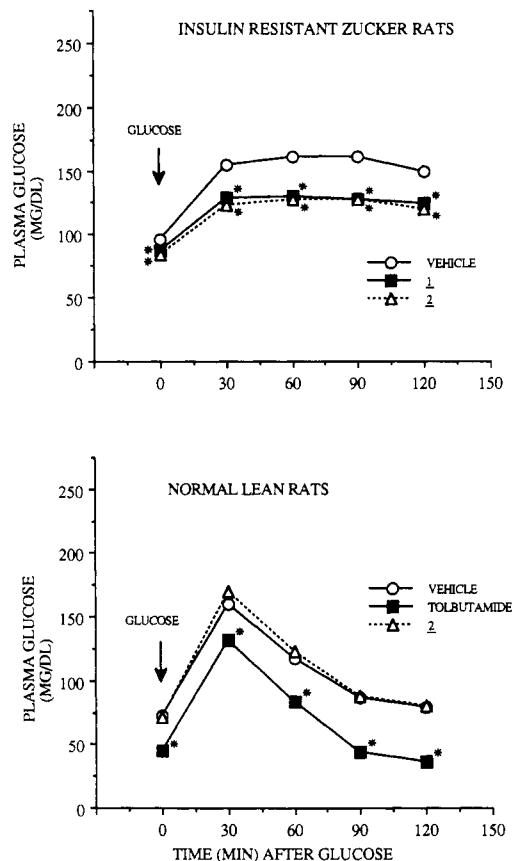 INSULIN RESISTANT ZUCKER RATS
250
200
150
100
50
0
GLUCOSE
PLASMA GLUCOSE
(MG/DL)
*
*
*
*
*
*
*
*
*
*
VEHICLE
1
2
0 30 60 90 120 150
NORMAL LEAN RATS
250
200
150
100
50
0
GLUCOSE
PLASMA GLUCOSE
(MG/DL)
*
*
*
*
*
VEHICLE
TOLBUTAMIDE
2
0 30 60 90 120 150
TIME (MIN) AFTER GLUCOSE